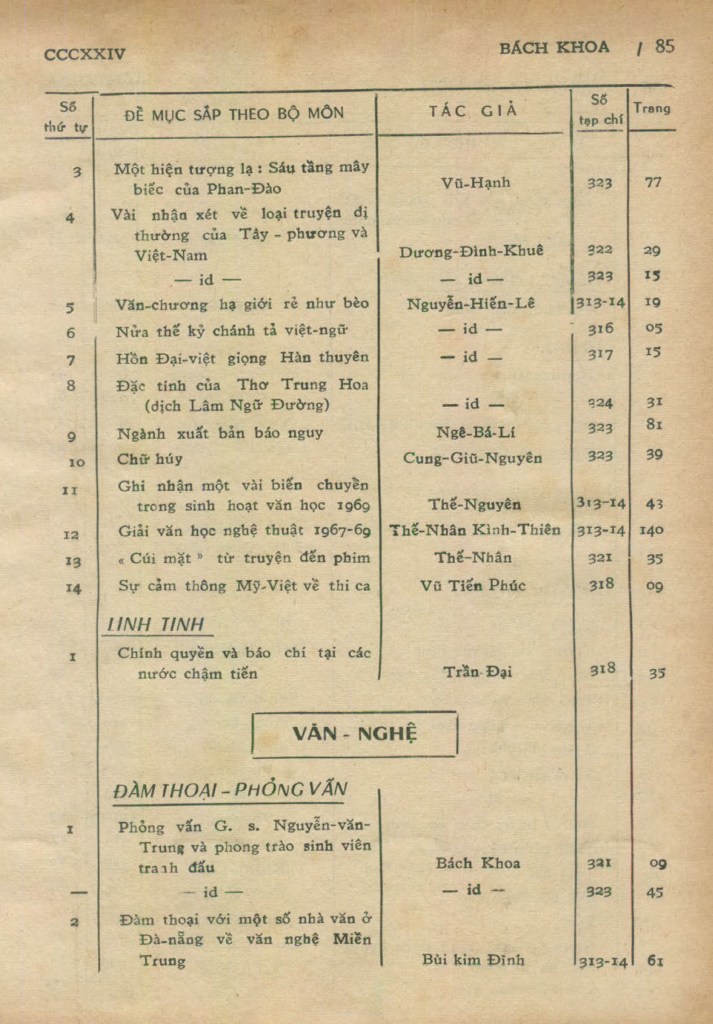 CCCXXIV BÁCH KHOA / 85
Số thứ tự ĐỀ MỤC SẮP THEO BỘ MÔN TÁC GIẢ Số tạp chí Trang
3 Một hiện tượng lạ : Sáu tầng mây
biếc của Phan-Đào Vũ-Hạnh 323 77
4 Vài nhận xét về loại truyện dị
thường của Tây - phương và
Việt-Nam Dương-Đình-Khuê 322 29
— id — — id — 323 15
5 Văn-chương hạ giới rẻ như bèo Nguyễn-Hiến-Lê 313-14 19
6 Nửa thế kỷ chánh tả việt-ngữ — id — 316 05
7 Hồn Đại-việt giọng Hàn thuyên — id — 317 15
8 Đặc tính của Thơ Trung Hoa
(dịch Lâm Ngữ Đường) — id — 324 31
9 Ngành xuất bản báo nguy Ngê-Bá-Lí 323 81
10 Chữ húy Cung-Giũ-Nguyên 323 39
11 Ghi nhận một vài biến chuyển
trong sinh hoạt văn học 1969 Thế-Nguyên 313-14 43
12 Giải văn học nghệ thuật 1967-69 Thế-Nhân Kình-Thiên 313-14 140
13 « Cúi mặt » từ truyện đến phim Thế-Nhân 321 35
14 Sự cảm thông Mỹ-Việt về thi ca Vũ Tiến Phúc 318 09
LINH TINH
1 Chính quyền và báo chí tại các
nước chậm tiến Trần Đại 318 35
VĂN - NGHỆ
ĐÀM THOẠI - PHỎNG VẤN
1 Phỏng vấn G. s. Nguyễn-văn-
Trung và phong trào sinh viên
tranh đấu Bách Khoa 321 09
— — id — — id — 323 45
2 Đàm thoại với một số nhà văn ở
Đà-nẵng về văn nghệ Miền
Trung Bùi kim Đỉnh 313-14 61